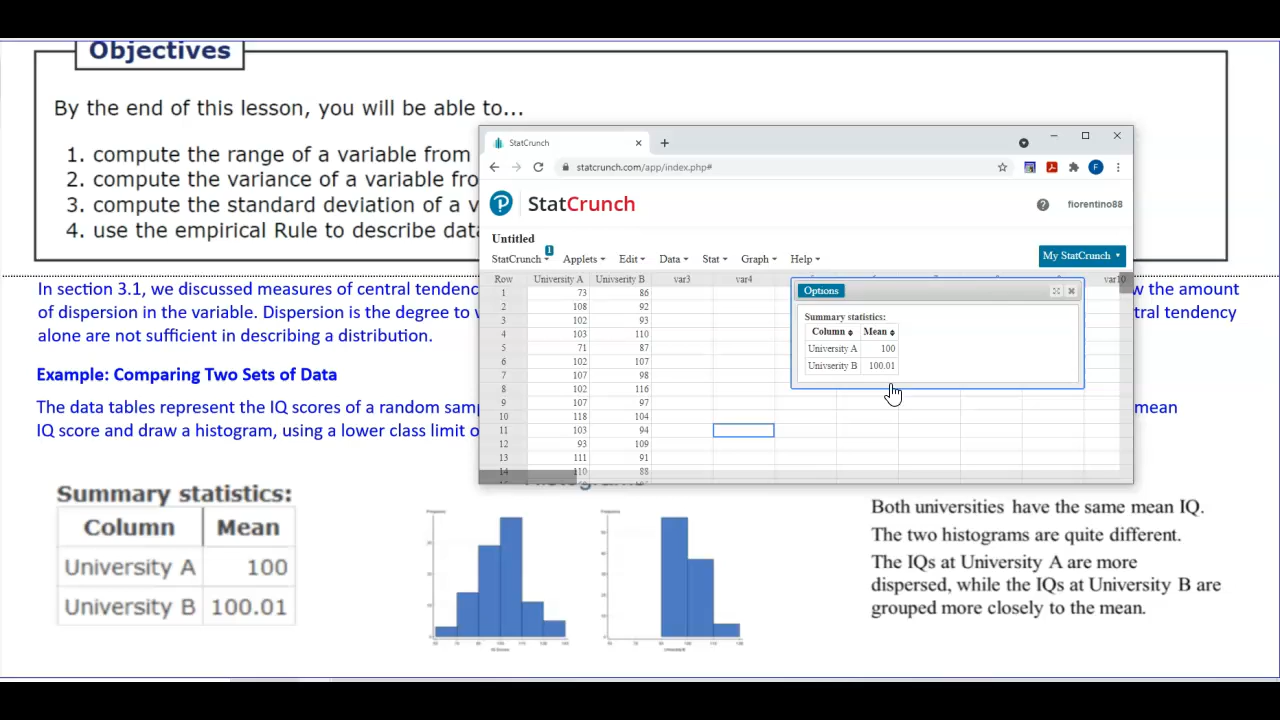 Objectives
By the end of this lesson, you will be able to...
1. compute the range of a variable from
2. compute the variance of a variable fro
3. compute the standard deviation of a v
4. use the empirical Rule to describe data
In section 3.1, we discussed measures of central tendenc
w the amount
of dispersion in the variable. Dispersion is the degree to w
tral tendency
alone are not sufficient in describing a distribution.
Example: Comparing Two Sets of Data
The data tables represent the IQ scores of a random samp
mean
IQ score and draw a histogram, using a lower class limit o
StatCrunch
statcrunch.com/app/index.php#
F
P StatCrunch
fiorentino88
Untitled
1
StatCrunch Applets Edit Data Stat Graph Help
My StatCrunch
Row University A Univserity B var3 var4 var10
1 73 86
2 108 92
3 102 93
4 103 110
5 71 87
6 102 107
7 107 98
8 102 116
9 107 97
10 118 104
11 103 94
12 93 109
13 111 91
14 110 88
Options
Summary statistics:
Column Mean
University A 100
Univserity B 100.01
Summary statistics:
Column Mean
University A 100
University B 100.01
Both universities have the same mean IQ.
The two histograms are quite different.
The IQs at University A are more
dispersed, while the IQs at University B are
grouped more closely to the mean.